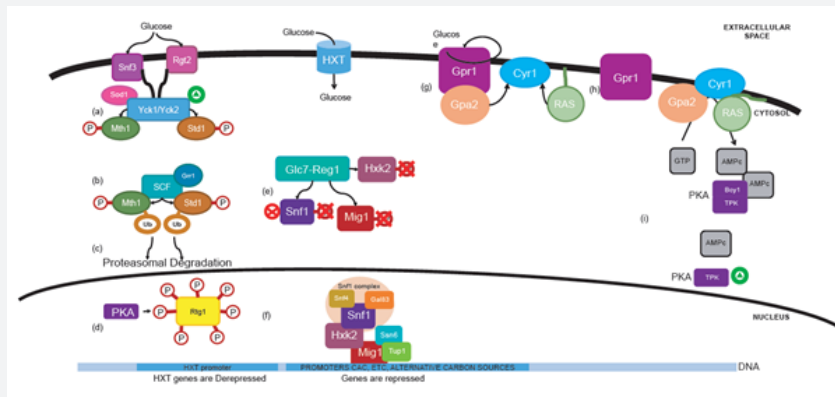 Glucose
Snf3
Rgt2
Sod1
(a)
Yck1/Yck2
P
Mth1
Std1
P
(b)
Grr1
SCF
P
Mth1
Std1
P
Ub
Ub
(c)
Proteasomal Degradation
(d)
PKA
Rtg1
P
P
P
P
P
P
P
HXT promoter
HXT genes are Derepressed
Glucose
HXT
Glucose
(e)
Glc7-Reg1
Hxk2
Snf1
Mig1
(f)
Snf1 complex
Snf4
Gal83
Snf1
Hxk2
Ssn6
Mig1
Tup1
PROMOTERS CAC, ETC, ALTERNATIVE CARBON SOURCES
Genes are repressed
DNA
Glucos
e
Gpr1
(g)
Gpa2
Cyr1
RAS
(h)
Gpr1
EXTRACELLULAR
SPACE
Cyr1
Gpa2
RAS
CYTOSOL
GTP
AMPc
AMPc
PKA
Bcy1
TPK
(i)
AMPc
PKA
TPK
NUCLEUS